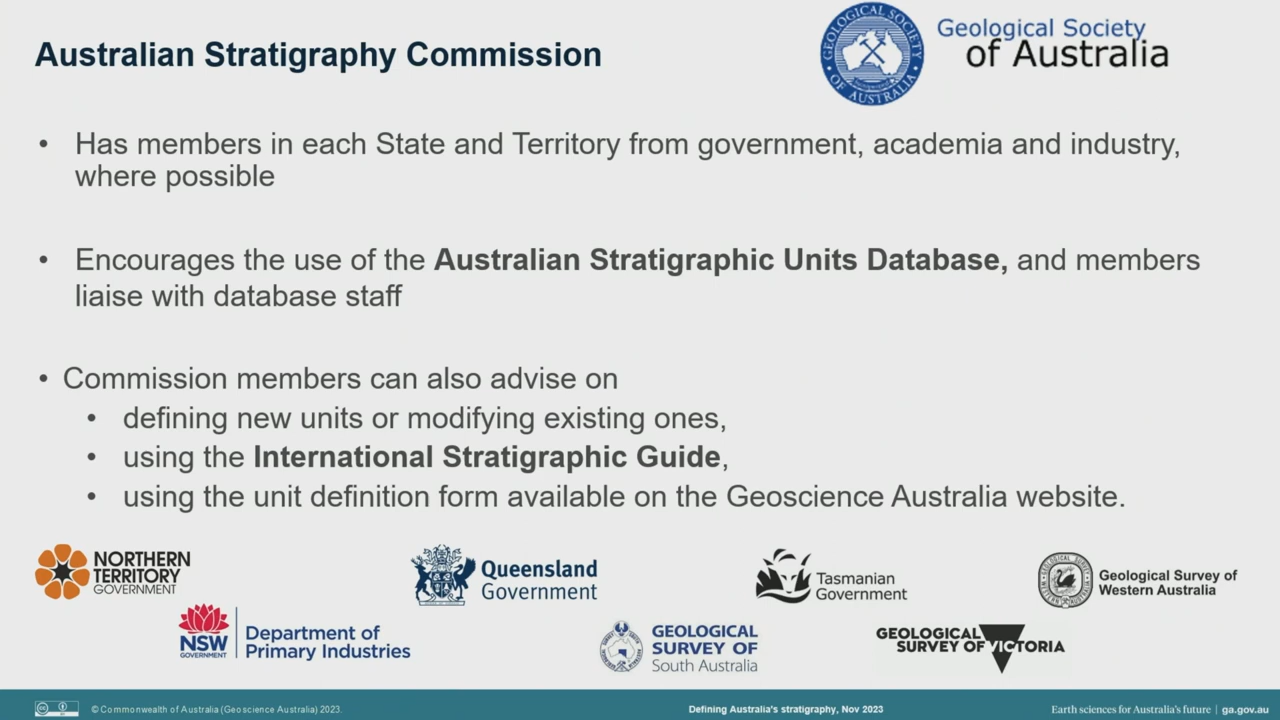 Australian Stratigraphy Commission
GEOLOGICAL SOCIETY
OF AUSTRALIA
Geological Society
of Australia
• Has members in each State and Territory from government, academia and industry,
where possible
• Encourages the use of the Australian Stratigraphic Units Database, and members
liaise with database staff
• Commission members can also advise on
• defining new units or modifying existing ones,
• using the International Stratigraphic Guide,
• using the unit definition form available on the Geoscience Australia website.
NORTHERN
TERRITORY
GOVERNMENT
Queensland
Government
Tasmanian
Government
Geological Survey of
Western Australia
NSW
GOVERNMENT
Department of
Primary Industries
GEOLOGICAL
SURVEY OF
South Australia
GEOLOGICAL
SURVEY OF VICTORIA
© Commonwealth of Australia (Geoscience Australia) 2023.
Defining Australia's stratigraphy, Nov 2023
Earth sciences for Australia's future | ga.gov.au